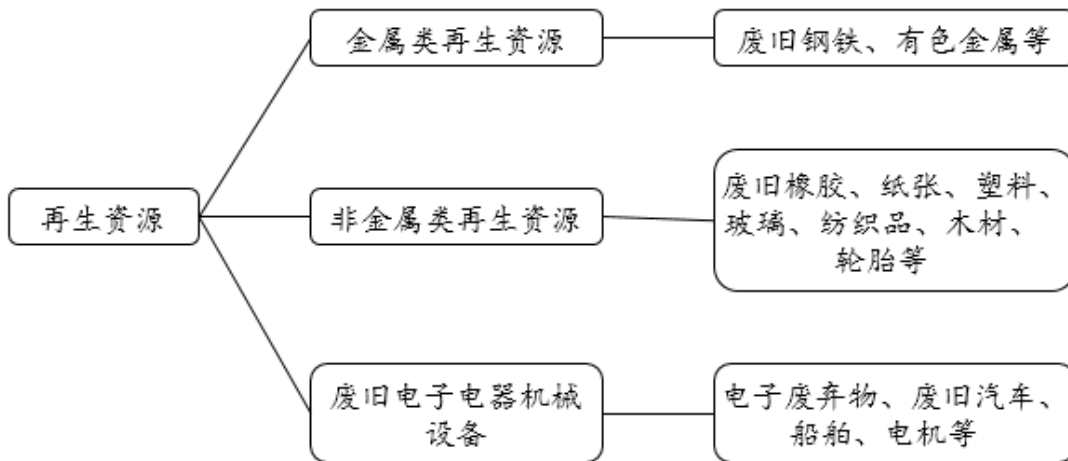 金属类再生资源
废旧钢铁、有色金属等
再生资源
非金属类再生资源
废旧橡胶、纸张、塑料、
玻璃、纺织品、木材、
轮胎等
废旧电子电器机械
设备
电子废弃物、废旧汽车、
船舶、电机等